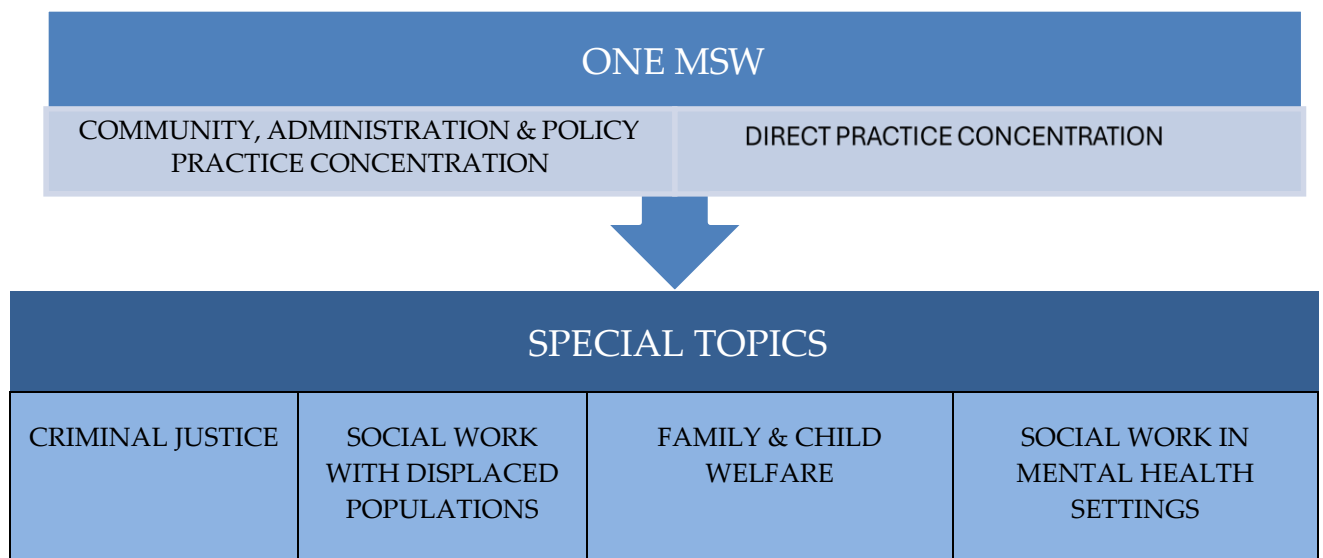 ONE MSW
COMMUNITY, ADMINISTRATION & POLICY
PRACTICE CONCENTRATION
DIRECT PRACTICE CONCENTRATION
SPECIAL TOPICS
CRIMINAL JUSTICE
SOCIAL WORK
WITH DISPLACED
POPULATIONS
FAMILY & CHILD
WELFARE
SOCIAL WORK IN
MENTAL HEALTH
SETTINGS